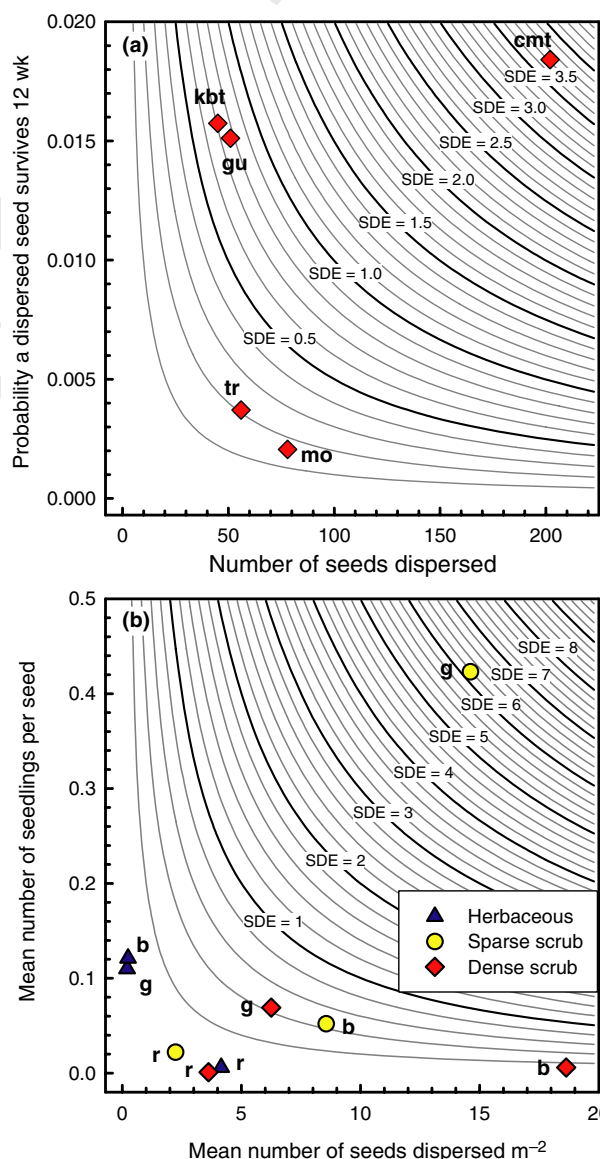 0.020
(a)
cmt
SDE = 3.5
kbt
SDE = 3.0
0.015
SDE = 2.5
gu
SDE = 2.0
SDE = 1.5
0.010
SDE = 1.0
SDE = 0.5
0.005
tr
mo
0.000
0 50 100 150 200
Number of seeds dispersed
Probability a dispersed seed survives 12 wk
0.5
(b)
SDE = 8
g
SDE = 7
0.4
SDE = 6
SDE = 5
SDE = 4
0.3
SDE = 3
SDE = 2
0.2
SDE = 1
Herbaceous
Sparse scrub
Dense scrub
b
g
0.1
g
b
r
r
r
b
0.0
0 5 10 15 20
Mean number of seeds dispersed m–2
Mean number of seedlings per seed